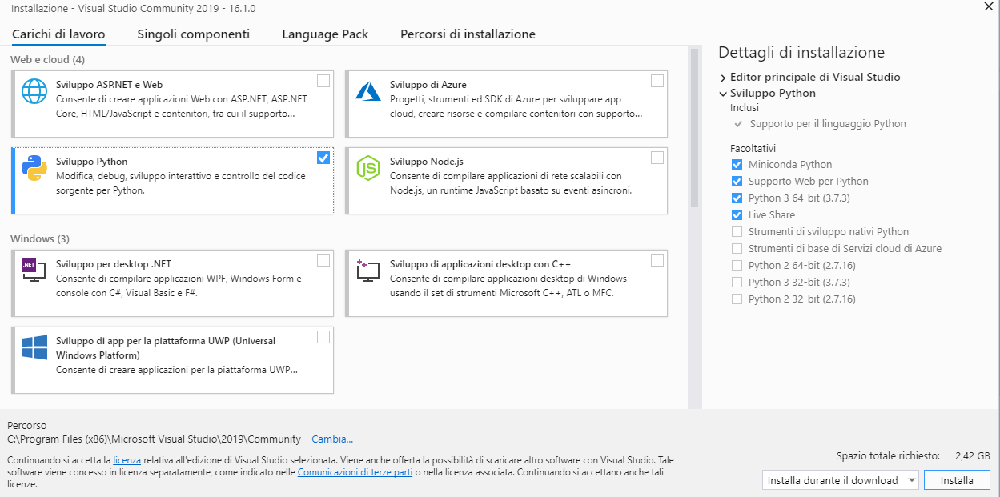 Installazione - Visual Studio Community 2019 - 16.1.0
Carichi di lavoro
Singoli componenti
Language Pack
Percorsi di installazione
Web e cloud (4)
Sviluppo ASP.NET e Web
Consente di creare applicazioni Web con ASP.NET, ASP.NET
Core, HTML/JavaScript e contenitori, tra cui il supporto...
Sviluppo di Azure
Progetti, strumenti ed SDK di Azure per sviluppare app
cloud, creare risorse e compilare contenitori con supporto...
Sviluppo Python
Modifica, debug, sviluppo interattivo e controllo del codice
sorgente per Python.
JS
Sviluppo Node.js
Consente di compilare applicazioni di rete scalabili con
Node.js, un runtime JavaScript basato su eventi asincroni.
Windows (3)
.NET
Sviluppo per desktop .NET
Consente di compilare applicazioni WPF, Windows Form e
console con C#, Visual Basic e F#.
Sviluppo di applicazioni desktop con C++
Consente di compilare applicazioni desktop di Windows
usando il set di strumenti Microsoft C++, ATL o MFC.
Sviluppo di app per la piattaforma UWP (Universal
Windows Platform)
Consente di creare applicazioni per la piattaforma UWP...
Dettagli di installazione
Editor principale di Visual Studio
Sviluppo Python
Inclusi
Supporto per il linguaggio Python
Facoltativi
Miniconda Python
Supporto Web per Python
Python 3 64-bit (3.7.3)
Live Share
Strumenti di sviluppo nativi Python
Strumenti di base di Servizi cloud di Azure
Python 2 64-bit (2.7.16)
Python 3 32-bit (3.7.3)
Python 2 32-bit (2.7.16)
Percorso
C:\Program Files (x86)\Microsoft Visual Studio\2019\Community
Cambia...
Continuando si accetta la licenza relativa all'edizione di Visual Studio selezionata. Viene anche offerta la possibilità di scaricare altro software con Visual Studio. Tale
software viene concesso in licenza separatamente, come indicato nelle Comunicazioni di terze parti o nella licenza associata. Continuando si accettano anche tali
licenze.
Spazio totale richiesto: 2,42 GB
Installa durante il download
Installa